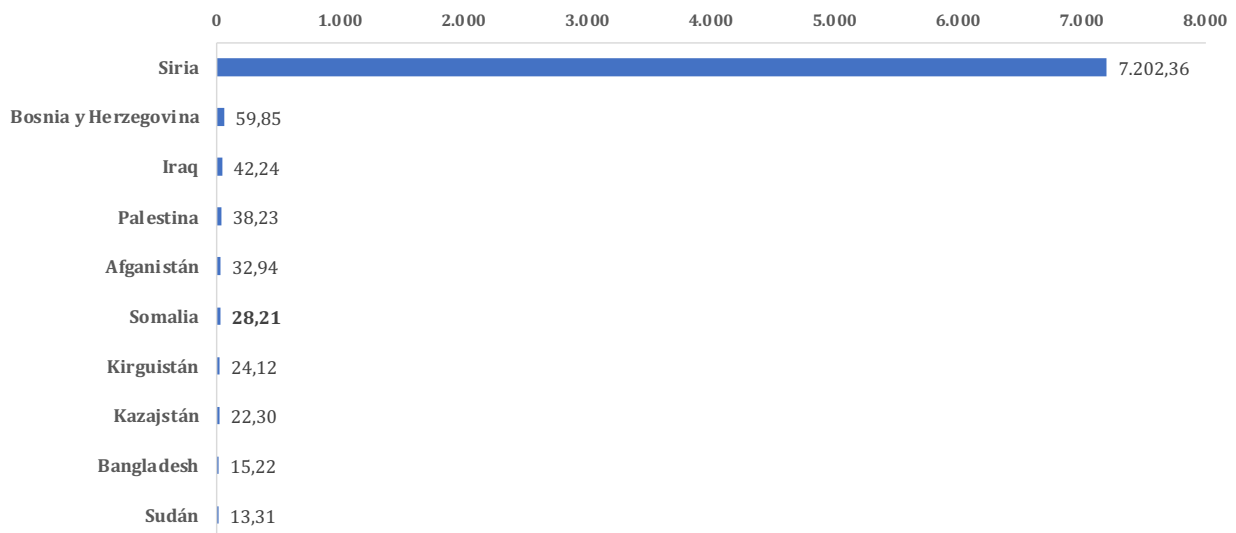 0 1.000 2.000 3.000 4.000 5.000 6.000 7.000 8.000
Siria 7.202,36
Bosnia y Herzegovina 59,85
Iraq 42,24
Palestina 38,23
Afganistán 32,94
Somalia 28,21
Kirguistán 24,12
Kazajstán 22,30
Bangladesh 15,22
Sudán 13,31